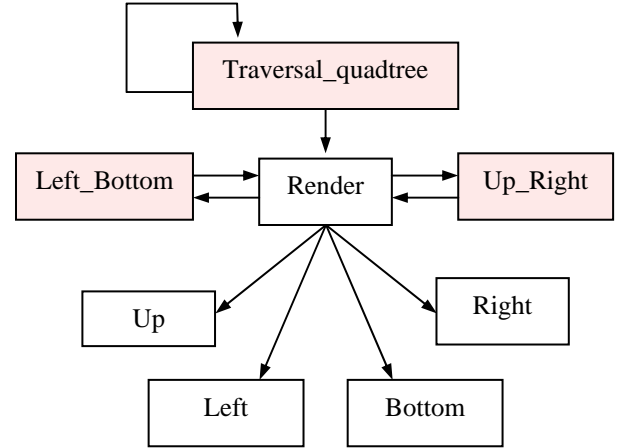 Traversal_quadtree
Left_Bottom
Render
Up_Right
Up
Right
Left
Bottom